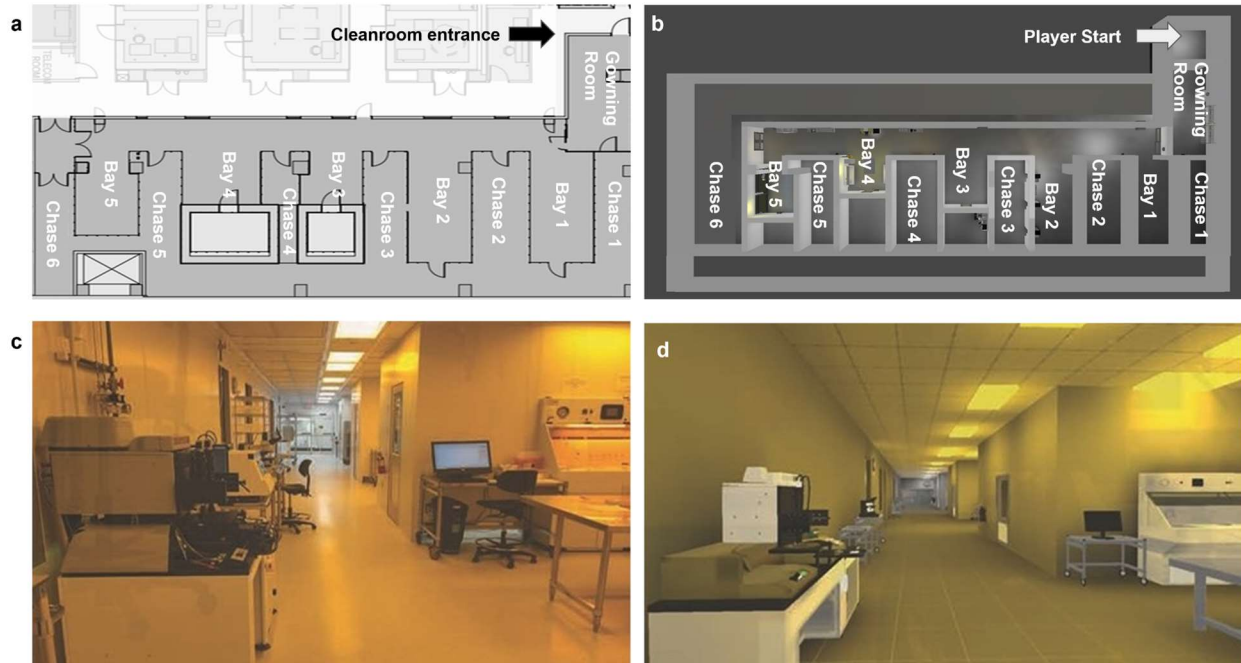 a
Cleanroom entrance
TELECOM
ROOM
Gowning
Room
Bay 5
Bay 4
Bay 3
Bay 2
Bay 1
Chase 6
Chase 5
Chase 4
Chase 3
Chase 2
Chase 1
b
Player Start
Gowning
Room
Chase 6
Bay 5
Chase 5
Bay 4
Chase 4
Bay 3
Chase 3
Bay 2
Chase 2
Bay 1
Chase 1
c
d